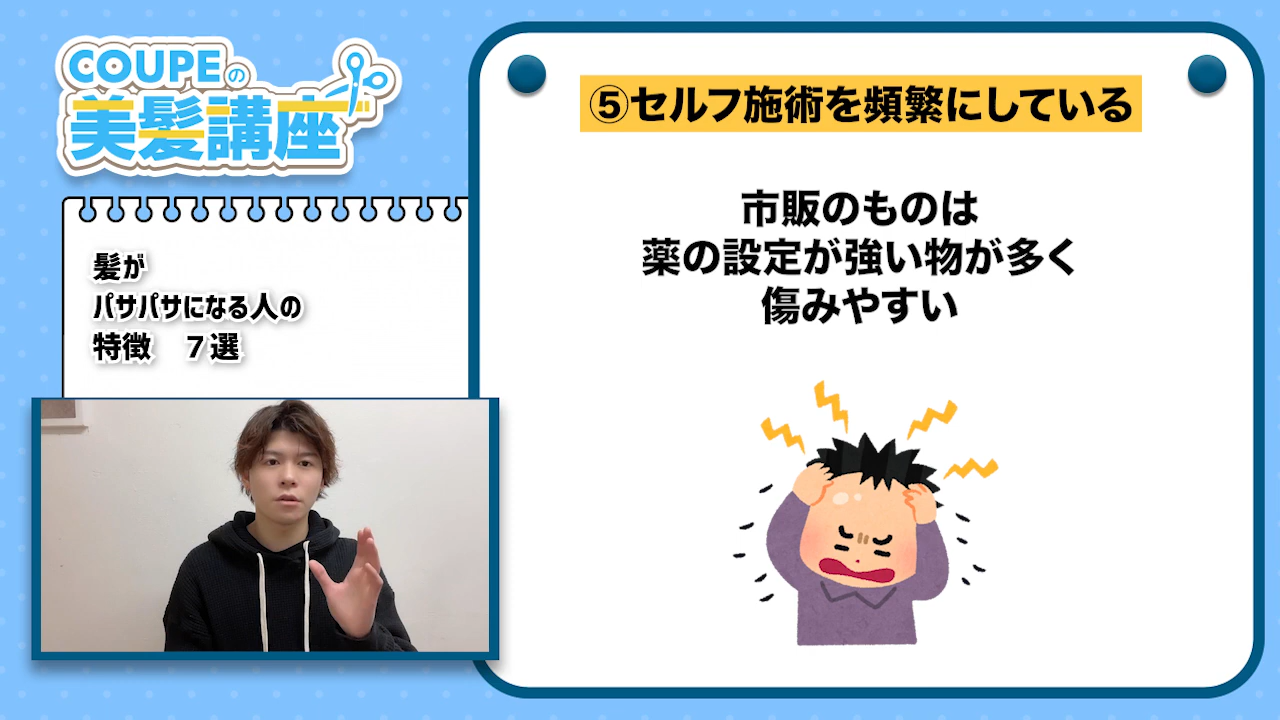 COUPEの
美髪講座
髪が
パサパサになる人の
特徴 7選
⑤セルフ施術を頻繁にしている
市販のものは
薬の設定が強い物が多く
傷みやすい